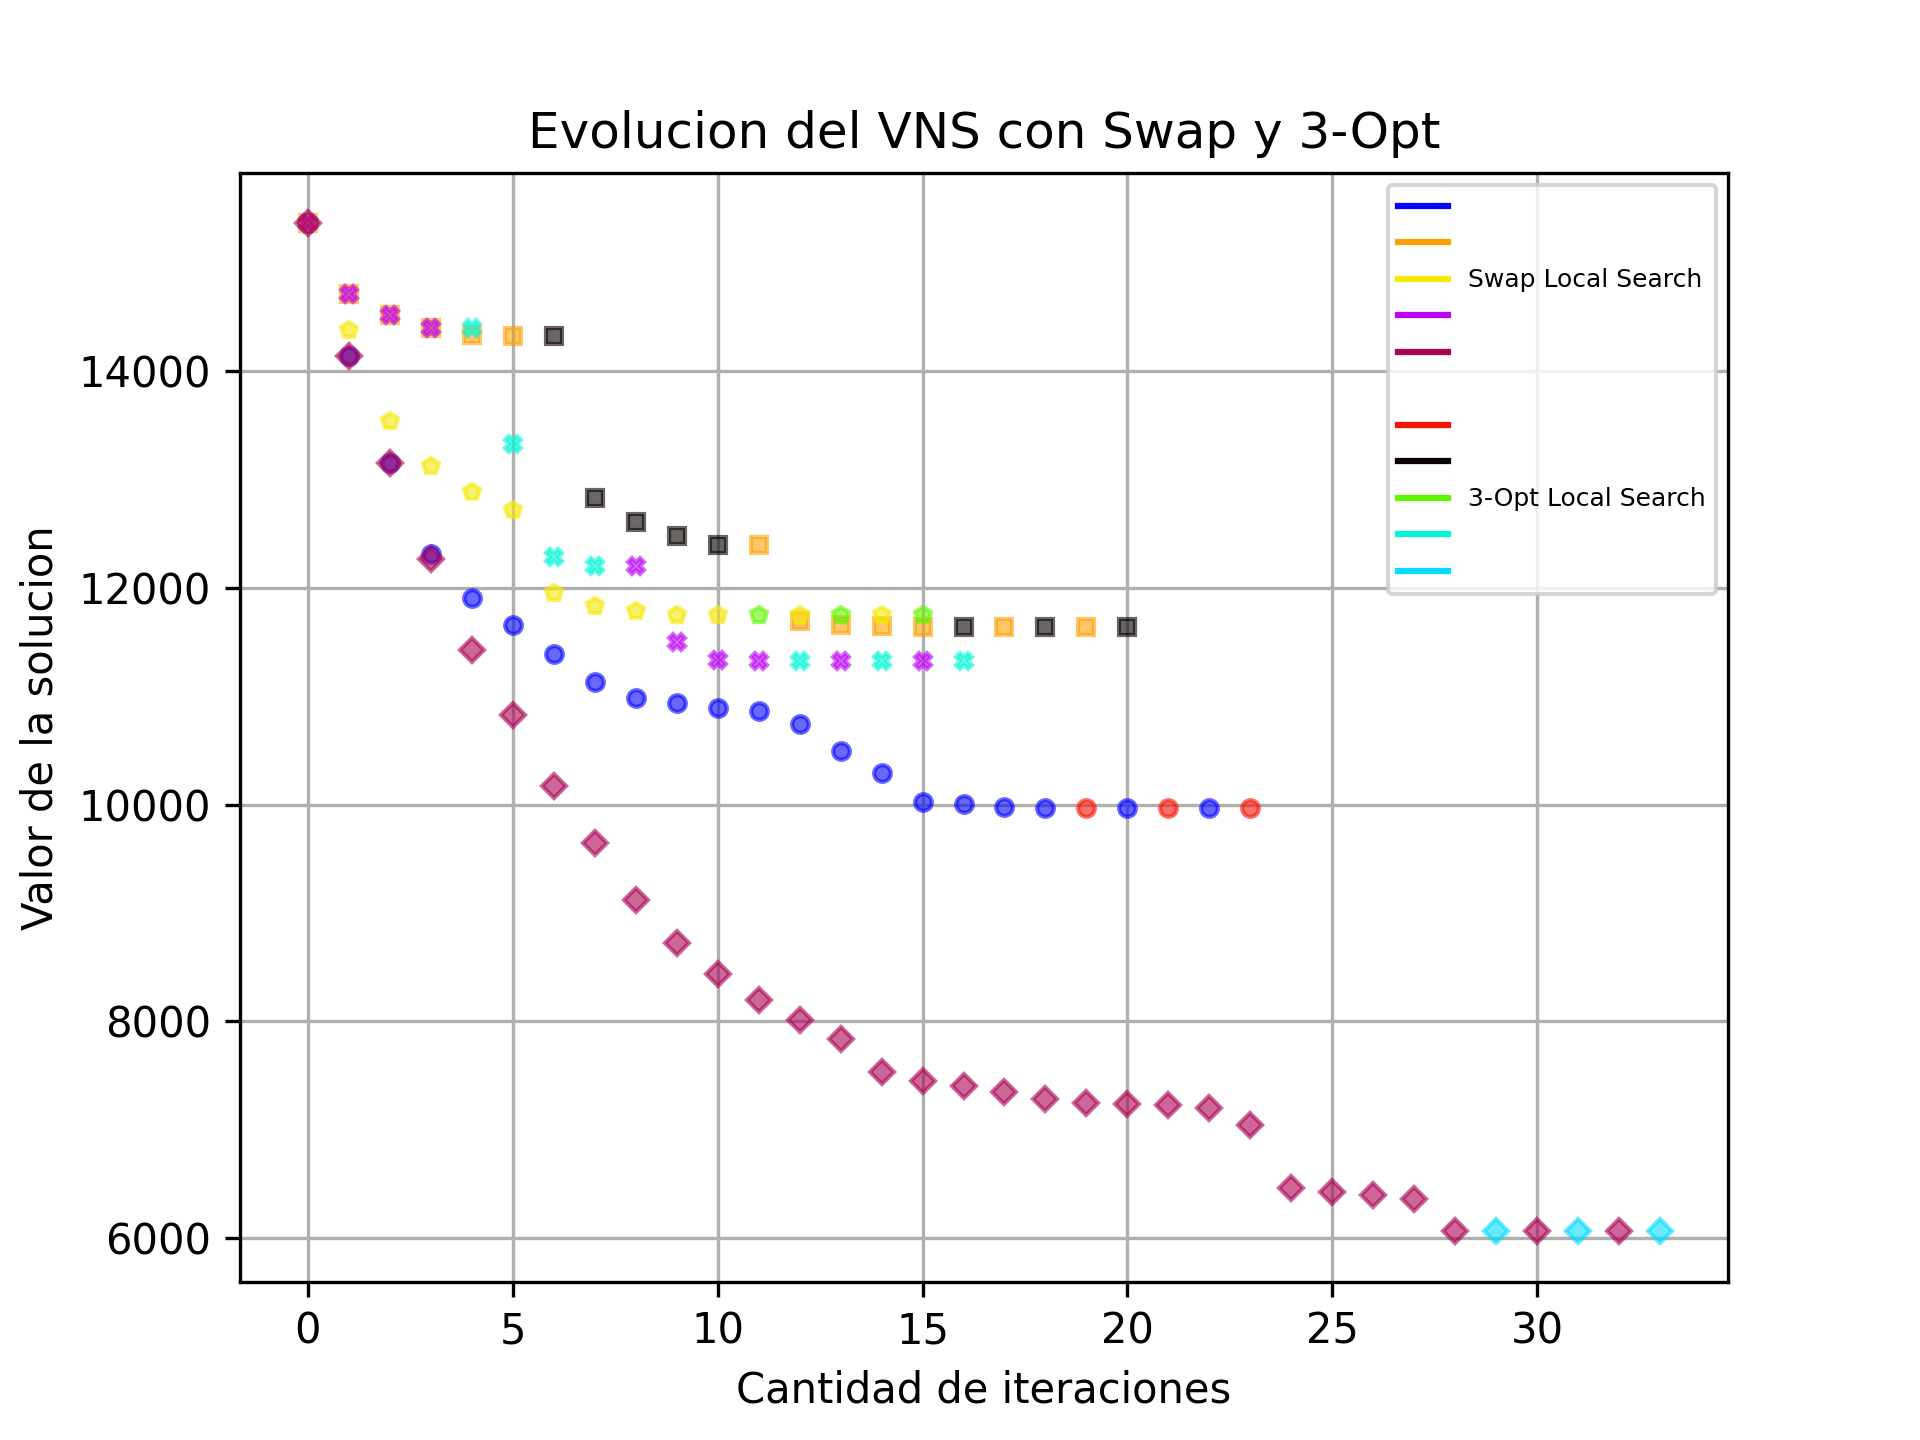 Evolucion del VNS con Swap y 3-Opt
Swap Local Search
3-Opt Local Search
Valor de la solucion
14000
12000
10000
8000
6000
0 5 10 15 20 25 30
Cantidad de iteraciones